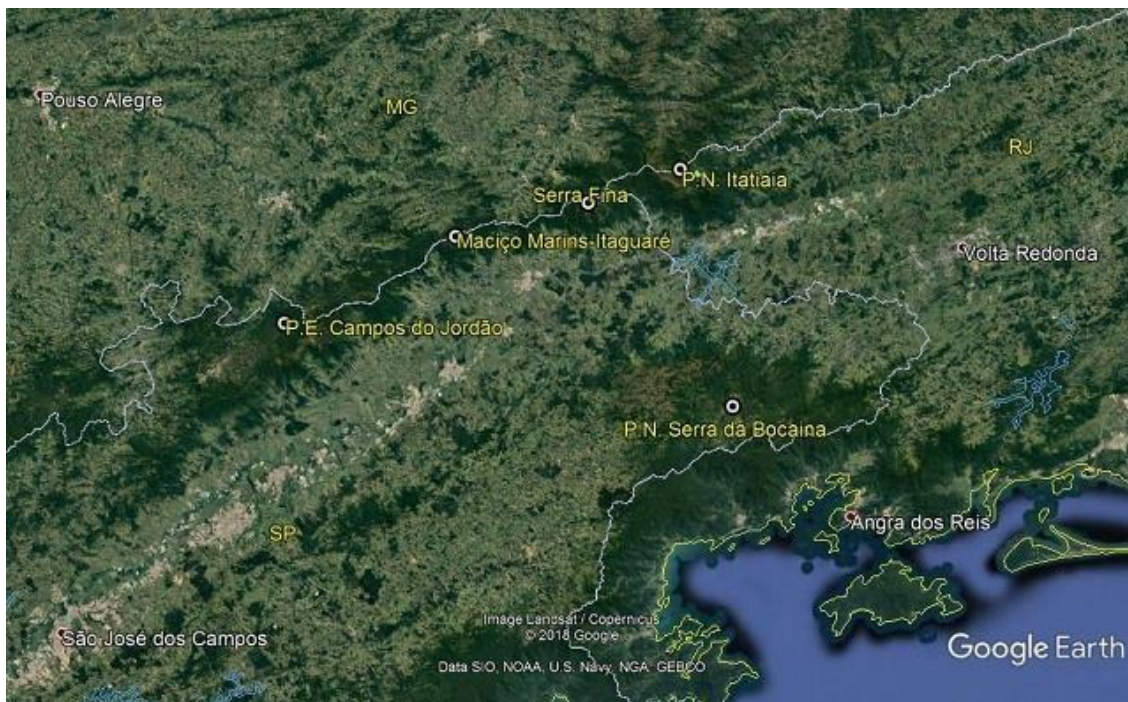 Pouso Alegre
MG
RJ
P.N. Itatiaia
Serra Fina
Maciço Marins-Itaguaré
Volta Redonda
P.E. Campos do Jordão
P.N. Serra da Bocaina
Angra dos Reis
SP
São José dos Campos
Image Landsat / Copernicus
© 2018 Google
Data SIO, NOAA, U.S. Navy, NGA, GEBCO
Google Earth